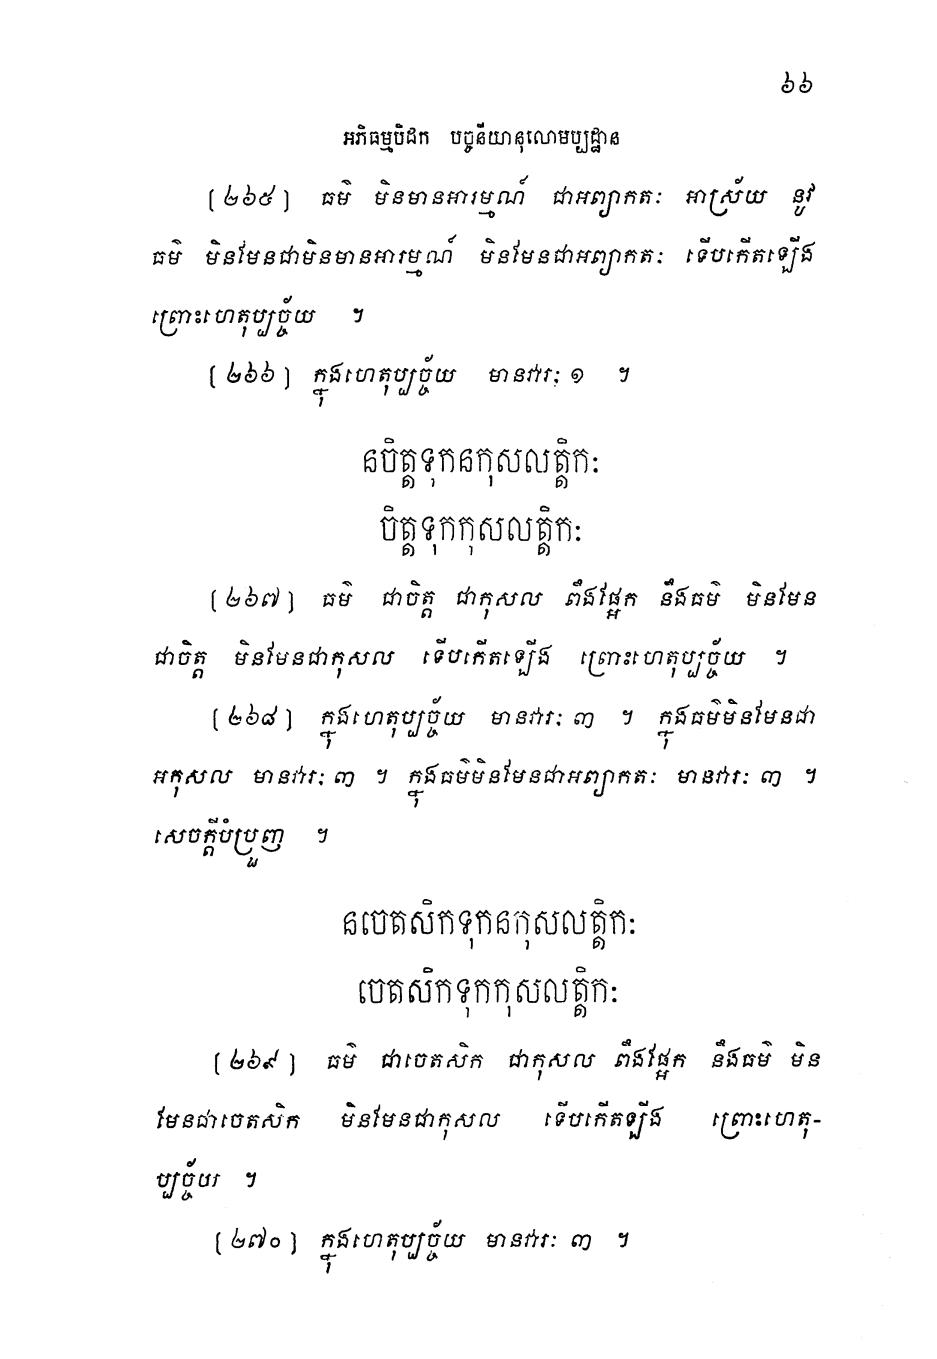 ៦៦
អភិធម្មបិដក បច្ចនីយានុលោមប្បដ្ឋាន
[២៦៥] ធម៌ មិនមានអារម្មណ៍ ជាអព្យាកតៈ អាស្រ័យ នូវ
ធម៌ មិនមែនជាមិនមានអារម្មណ៍ មិនមែនជាអព្យាកតៈ ទើបកើតឡើង
ព្រោះហេតុប្បច្ច័យ ។
[២៦៦] ក្នុងហេតុប្បច្ច័យ មានវារៈ ១ ។
នចិត្តទុកនកុសលត្តិកៈ
ចិត្តទុកកុសលត្តិកៈ
[២៦៧] ធម៌ ជាចិត្ត ជាកុសល ពឹងផ្អែក នឹងធម៌ មិនមែន
ជាចិត្ត មិនមែនជាកុសល ទើបកើតឡើង ព្រោះហេតុប្បច្ច័យ ។
[២៦៨] ក្នុងហេតុប្បច្ច័យ មានវារៈ ៣ ។ ក្នុងធម៌មិនមែនជា
អកុសល មានវារៈ ៣ ។ ក្នុងធម៌មិនមែនជាអព្យាកតៈ មានវារៈ ៣ ។
សេចក្តីបំប្រួញ ។
នចេតសិកទុកនកុសលត្តិកៈ
ចេតសិកទុកកុសលត្តិកៈ
[២៦៩] ធម៌ ជាចេតសិក ជាកុសល ពឹងផ្អែក នឹងធម៌ មិន
មែនជាចេតសិក មិនមែនជាកុសល ទើបកើតឡើង ព្រោះហេតុ-
ប្បច្ច័យ ។
[២៧០] ក្នុងហេតុប្បច្ច័យ មានវារៈ ៣ ។